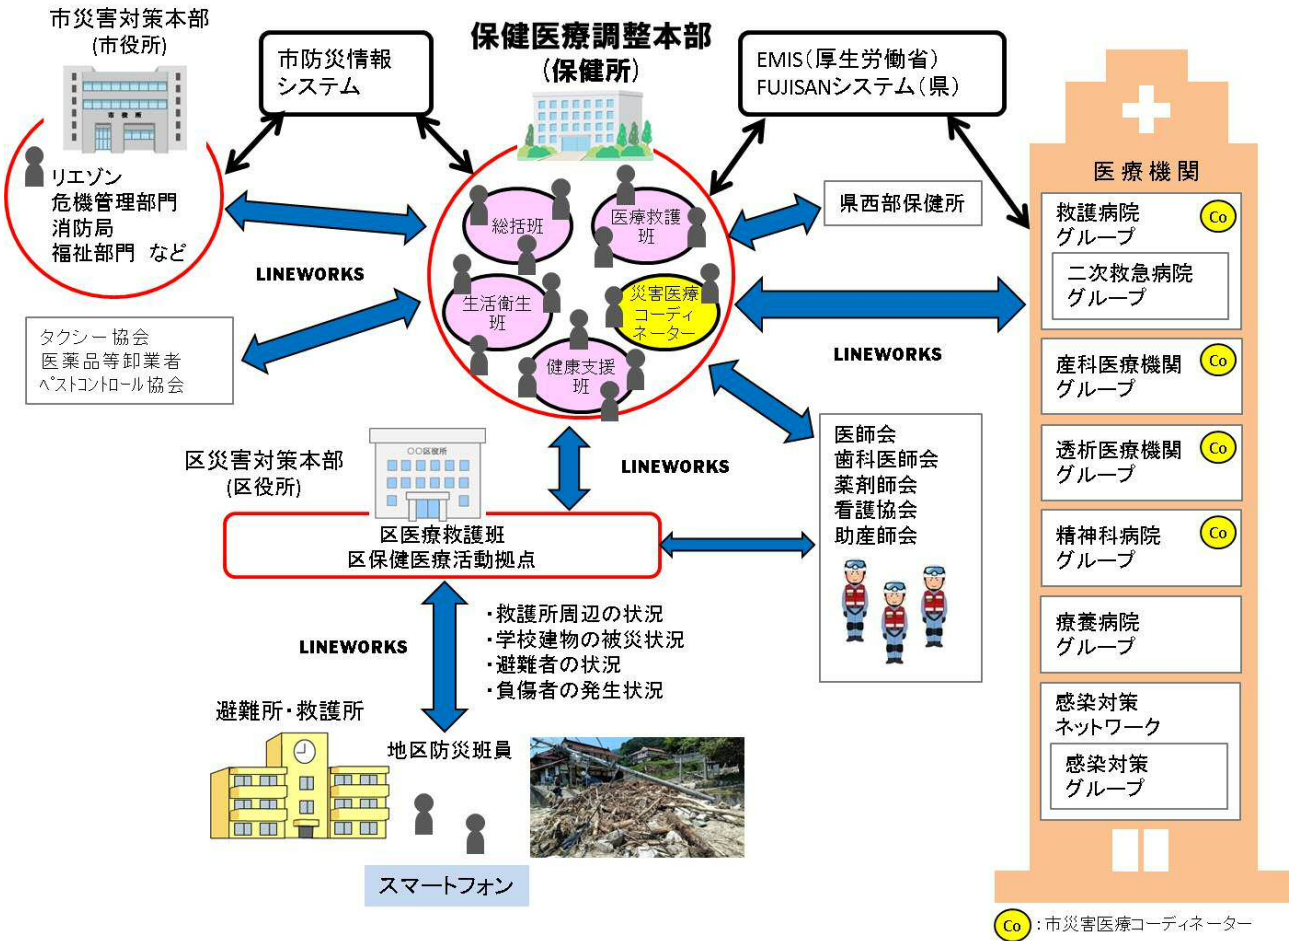 市災害対策本部
(市役所)
市役所
リエゾン
危機管理部門
消防局
福祉部門 など
市防災情報
システム
保健医療調整本部
(保健所)
EMIS(厚生労働省)
FUJISANシステム(県)
総括班
医療救護
班
生活衛生
班
災害医療
コーディ
ネーター
健康支援
班
県西部保健所
LINEWORKS
タクシー協会
医薬品等卸業者
ペストコントロール協会
LINEWORKS
LINEWORKS
医師会
歯科医師会
薬剤師会
看護協会
助産師会
区災害対策本部
(区役所)
〇〇区役所
区医療救護班
区保健医療活動拠点
LINEWORKS
・救護所周辺の状況
・学校建物の被災状況
・避難者の状況
・負傷者の発生状況
避難所・救護所
地区防災班員
スマートフォン
医療機関
救護病院
グループ
Co
二次救急病院
グループ
産科医療機関
グループ
Co
透析医療機関
グループ
Co
精神科病院
グループ
Co
療養病院
グループ
感染対策
ネットワーク
感染対策
グループ
Co:市災害医療コーディネーター